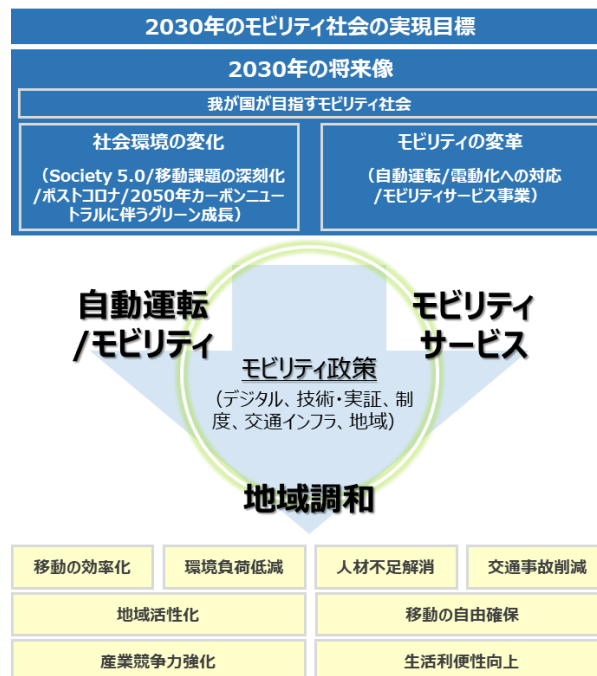 2030年のモビリティ社会の実現目標
2030年の将来像
我が国が目指すモビリティ社会
社会環境の変化
（Society 5.0/移動課題の深刻化
/ポストコロナ/2050年カーボンニュー
トラルに伴うグリーン成長）
モビリティの変革
（自動運転/電動化への対応
/モビリティサービス事業）
自動運転
/モビリティ
モビリティ
サービス
モビリティ政策
（デジタル、技術・実証、制
度、交通インフラ、地域）
地域調和
移動の効率化
環境負荷低減
人材不足解消
交通事故削減
地域活性化
移動の自由確保
産業競争力強化
生活利便性向上